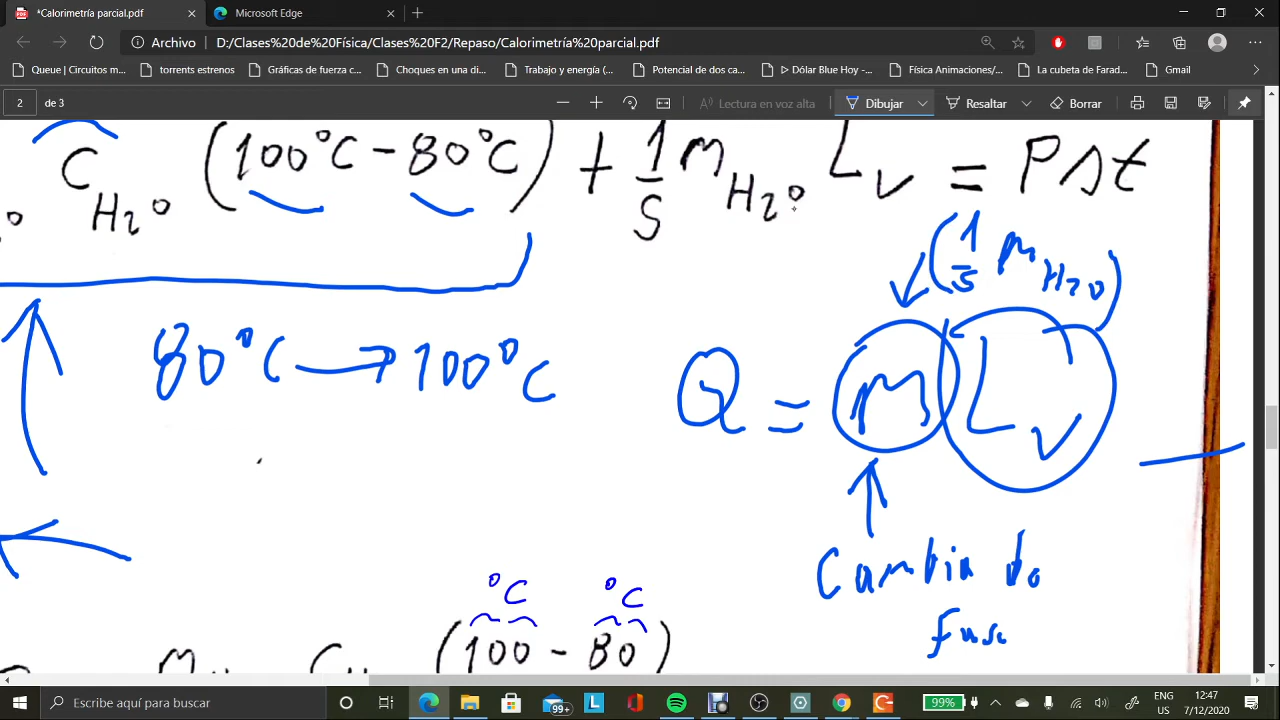 *Calorimetría parcial.pdf
Microsoft Edge
Archivo
D:/Clases%20de%20Física/Clases%20F2/Repaso/Calorimetría%20parcial.pdf
Queue | Circuitos m...
torrents estrenos
Gráficas de fuerza c...
Choques en una di...
Trabajo y energía (...
Potencial de dos ca...
▷ Dólar Blue Hoy -...
Física Animaciones/...
La cubeta de Farad...
Gmail
2 de 3
Lectura en voz alta
Dibujar
Resaltar
Borrar
C H2O (100°C - 80°C) + 1/5 m H2O Lv = PΔt
(1/5 m H2O)
80°C → 100°C
Q = m Lv
Cambia de
fase
°C °C
(100 - 80)
Escribe aquí para buscar
99+
99%
ENG
ES
12:47
7/12/2020